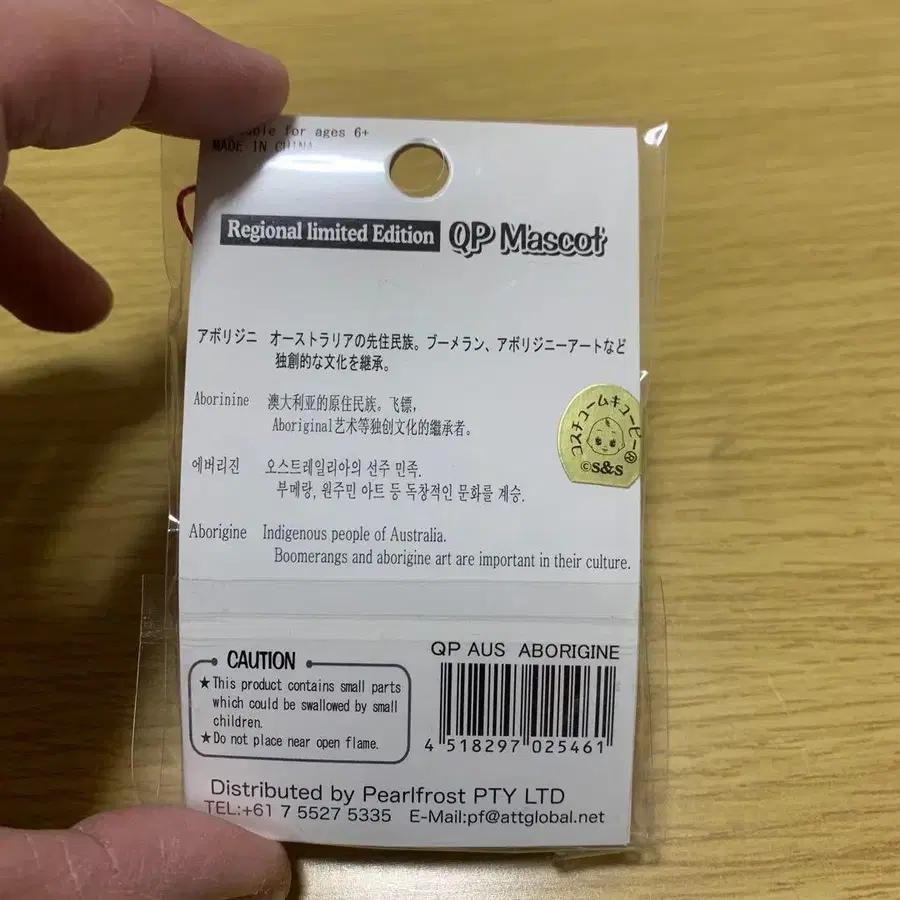 for ages 6+
MADE IN CHINA
Regional limited Edition QP Mascot
アボリジニ オーストラリアの先住民族。ブーメラン、アボリジニーアートなど
独創的な文化を継承。
Aborinine 澳大利亚的原住民族。飞镖，
Aboriginal艺术等独创文化的继承者。
에버리진 오스트레일리아의 선주 민족.
부메랑, 원주민 아트 등 독창적인 문화를 계승.
Aborigine Indigenous people of Australia.
Boomerangs and aborigine art are important in their culture.
コスチュームキューピー®
©S&S
CAUTION
★This product contains small parts
which could be swallowed by small
children.
★Do not place near open flame.
QP AUS ABORIGINE
4 518297 025461
Distributed by Pearlfrost PTY LTD
TEL:+61 7 5527 5335 E-Mail:pf@attglobal.net